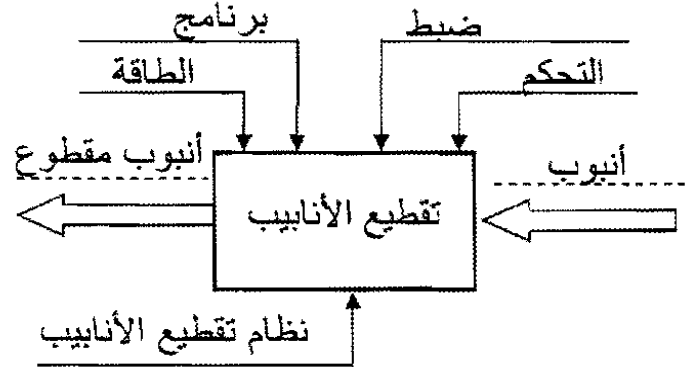 ضبط
برنامج
التحكم
الطاقة
أنبوب
أنبوب مقطوع
تقطيع الأنابيب
نظام تقطيع الأنابيب